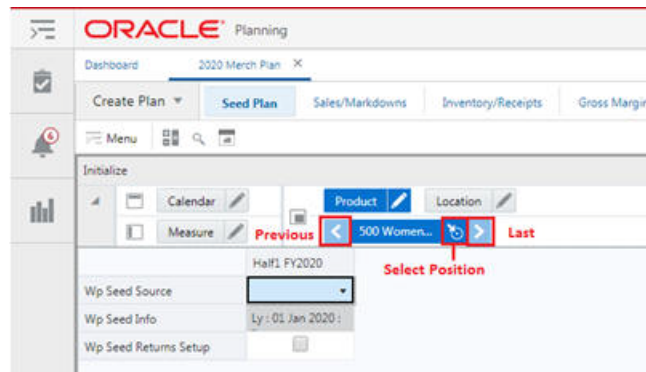 ORACLE® Planning
Dashboard 2020 Merch Plan ×
Create Plan Seed Plan Sales/Markdowns Inventory/Receipts Gross Margin
6
Menu
Initialize
Calendar Product Location
Measure Previous 500 Women... Last
Half1 FY2020 Select Position
Wp Seed Source
Wp Seed Info Ly : 01 Jan 2020 :
Wp Seed Returns Setup